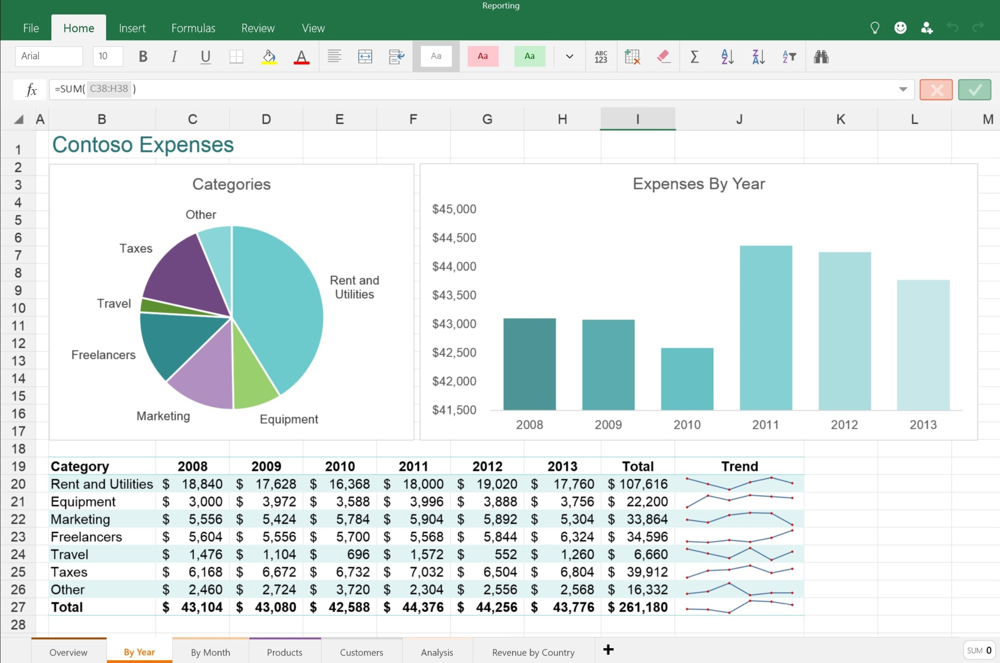 Reporting
File Home Insert Formulas Review View
Arial 10 B I U A Aa Aa Aa ABC 123 Σ A Z Z A A Z
fx =SUM( C38:H38 )
A B C D E F G H I J K L M
1 Contoso Expenses
2
3
4
5
6
7
8
9
10
11
12
13
14
15
16
17
18
Categories
Other
Taxes
Rent and
Utilities
Travel
Freelancers
Marketing
Equipment
Expenses By Year
$45,000
$44,500
$44,000
$43,500
$43,000
$42,500
$42,000
$41,500
2008 2009 2010 2011 2012 2013
19 Category 2008 2009 2010 2011 2012 2013 Total Trend
20 Rent and Utilities $ 18,840 $ 17,628 $ 16,368 $ 18,000 $ 19,020 $ 17,760 $ 107,616
21 Equipment $ 3,000 $ 3,972 $ 3,588 $ 3,996 $ 3,888 $ 3,756 $ 22,200
22 Marketing $ 5,556 $ 5,424 $ 5,784 $ 5,904 $ 5,892 $ 5,304 $ 33,864
23 Freelancers $ 5,604 $ 5,556 $ 5,700 $ 5,568 $ 5,844 $ 6,324 $ 34,596
24 Travel $ 1,476 $ 1,104 $ 696 $ 1,572 $ 552 $ 1,260 $ 6,660
25 Taxes $ 6,168 $ 6,672 $ 6,732 $ 7,032 $ 6,504 $ 6,804 $ 39,912
26 Other $ 2,460 $ 2,724 $ 3,720 $ 2,304 $ 2,556 $ 2,568 $ 16,332
27 Total $ 43,104 $ 43,080 $ 42,588 $ 44,376 $ 44,256 $ 43,776 $ 261,180
28
Overview By Year By Month Products Customers Analysis Revenue by Country + SUM 0